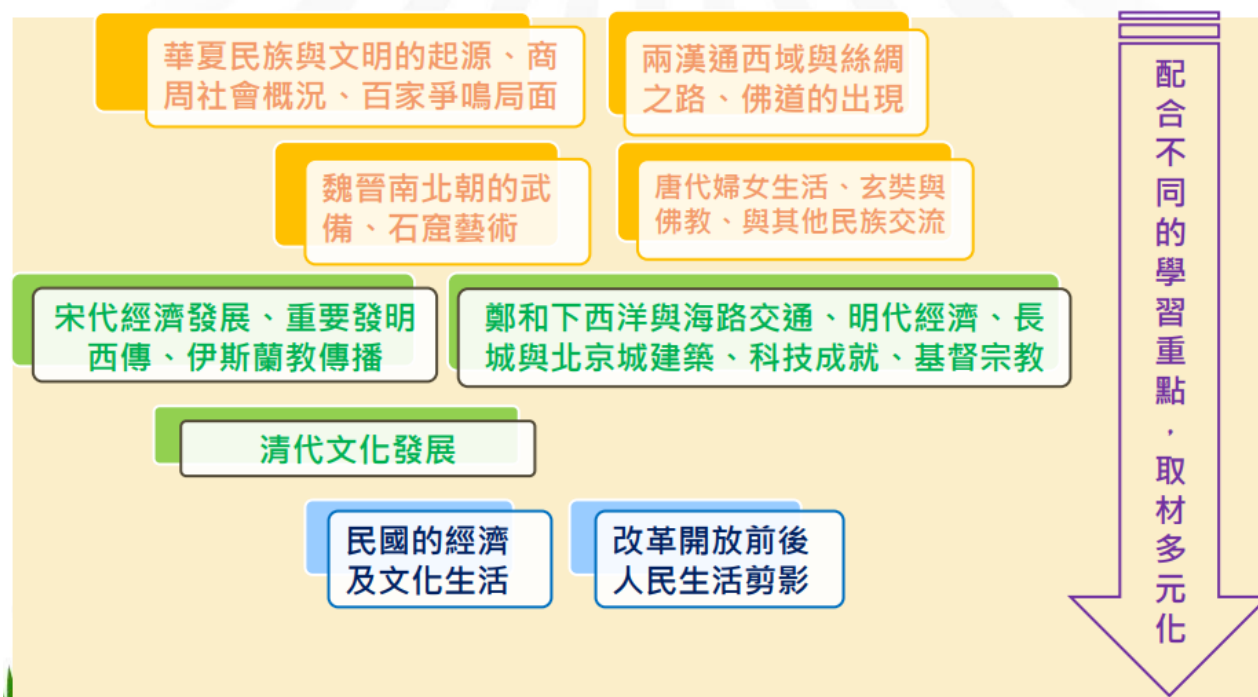 華夏民族與文明的起源、商
周社會概況、百家爭鳴局面
兩漢通西域與絲綢
之路、佛道的出現
魏晉南北朝的武
備、石窟藝術
唐代婦女生活、玄奘與
佛教、與其他民族交流
宋代經濟發展、重要發明
西傳、伊斯蘭教傳播
鄭和下西洋與海路交通、明代經濟、長
城與北京城建築、科技成就、基督宗教
清代文化發展
民國的經濟
及文化生活
改革開放前後
人民生活剪影
配合不同的學習重點，取材多元化